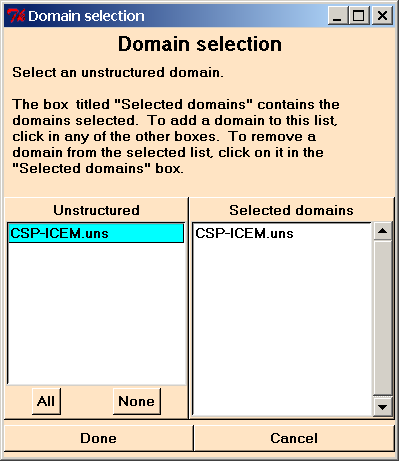 Domain selection
Domain selection
Select an unstructured domain.
The box titled "Selected domains" contains the
domains selected. To add a domain to this list,
click in any of the other boxes. To remove a
domain from the selected list, click on it in the
"Selected domains" box.
Unstructured
Selected domains
CSP-ICEM.uns
CSP-ICEM.uns
All
None
Done
Cancel